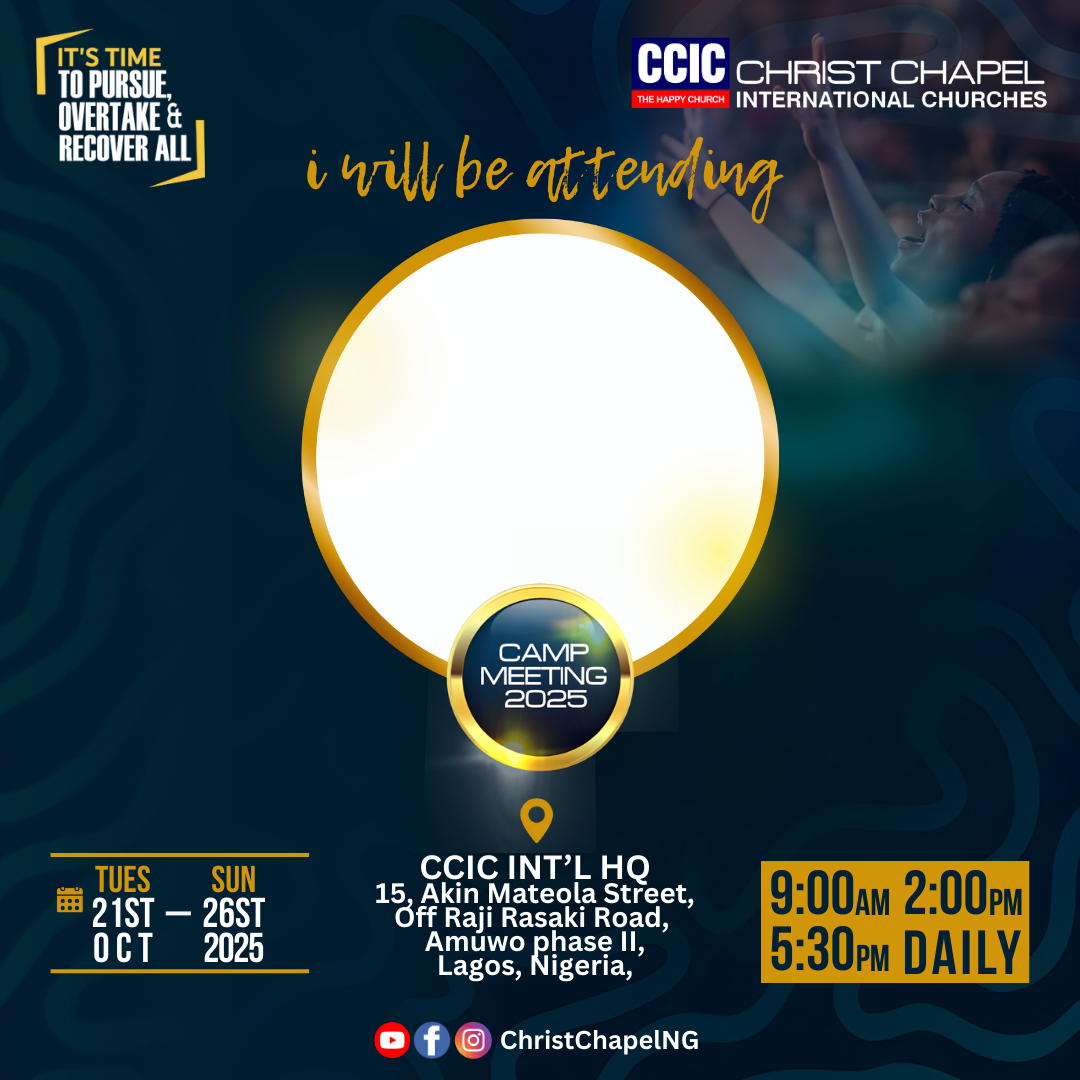 IT'S TIME
TO PURSUE,
OVERTAKE &
RECOVER ALL
CCIC
THE HAPPY CHURCH
CHRIST CHAPEL
INTERNATIONAL CHURCHES
i will be attending
CAMP
MEETING
2025
TUES
21ST
OCT
—
SUN
26ST
2025
CCIC INT'L HQ
15, Akin Mateola Street,
Off Raji Rasaki Road,
Amuwo phase II,
Lagos, Nigeria,
9:00AM 2:00PM
5:30PM DAILY
ChristChapelNG